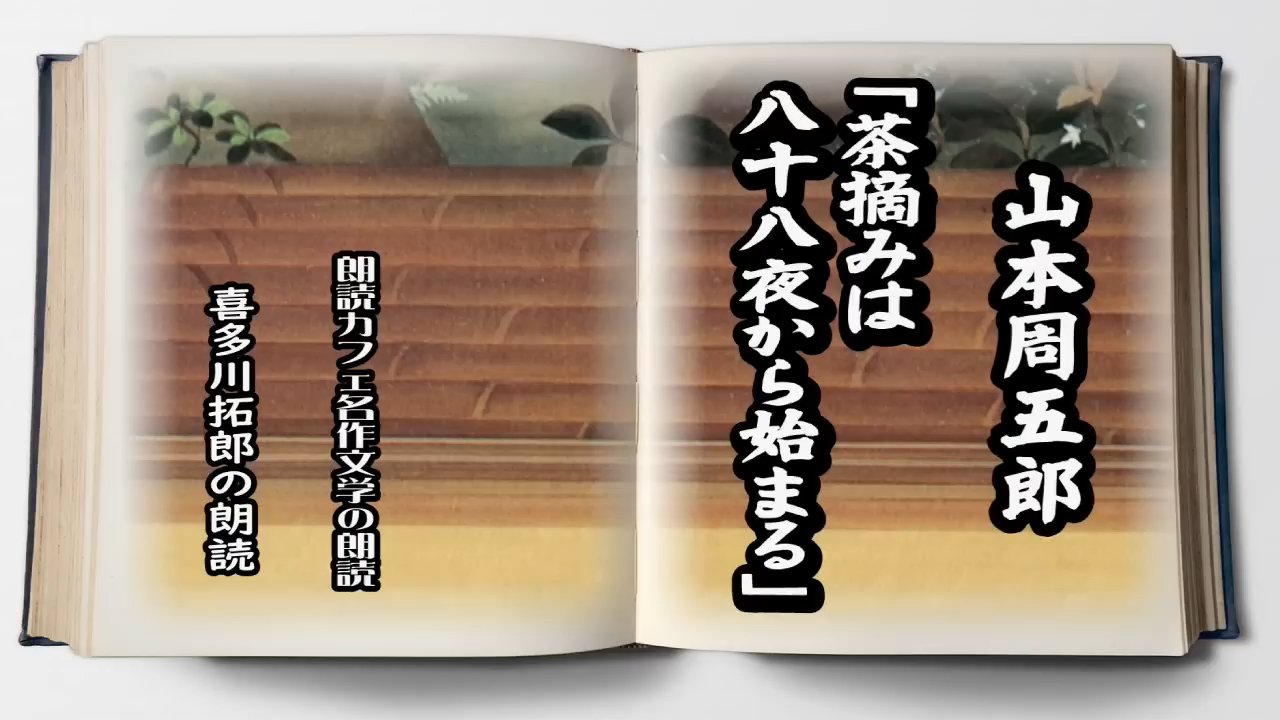 山本周五郎
「茶摘みは
八十八夜から始まる」
朗読カフェ名作文学の朗読
喜多川拓郎の朗読